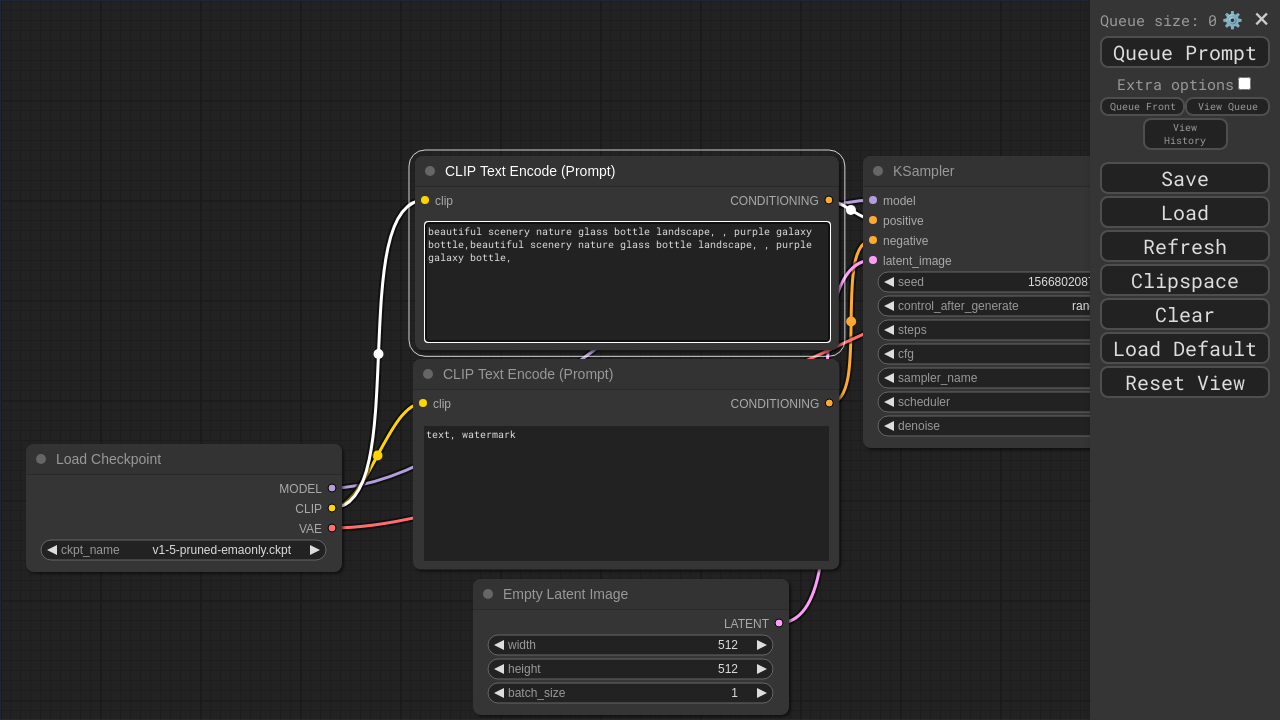 Queue size: 0
Queue Prompt
Extra options
Queue Front
View Queue
View
History
Save
Load
Refresh
Clipspace
Clear
Load Default
Reset View
CLIP Text Encode (Prompt)
clip
CONDITIONING
beautiful scenery nature glass bottle landscape, , purple galaxy
bottle,beautiful scenery nature glass bottle landscape, , purple
galaxy bottle,
KSampler
model
positive
negative
latent_image
seed 1566802087
control_after_generate ran
steps
cfg
sampler_name
scheduler
denoise
CLIP Text Encode (Prompt)
clip
CONDITIONING
text, watermark
Load Checkpoint
MODEL
CLIP
VAE
ckpt_name v1-5-pruned-emaonly.ckpt
Empty Latent Image
LATENT
width 512
height 512
batch_size 1